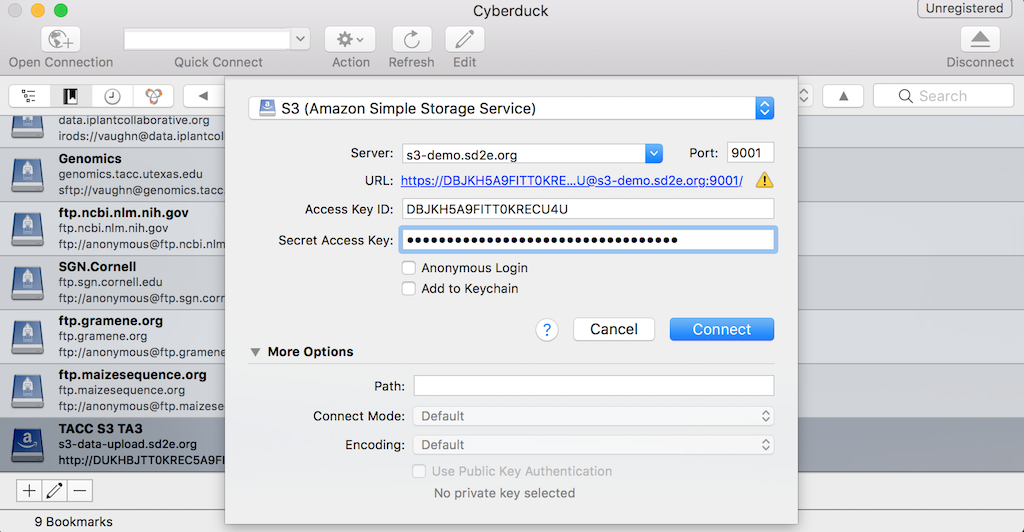 Cyberduck
Unregistered
Open Connection
Quick Connect
Action
Refresh
Edit
Disconnect
Search
data.iplantcollaborative.org
irods://vaughn@data.iplantcoll
Genomics
genomics.tacc.utexas.edu
sftp://vaughn@genomics.tacc.
ftp.ncbi.nlm.nih.gov
ftp.ncbi.nlm.nih.gov
ftp://anonymous@ftp.ncbi.nlm
SGN.Cornell
ftp.sgn.cornell.edu
ftp://anonymous@ftp.sgn.corn
ftp.gramene.org
ftp.gramene.org
ftp://anonymous@ftp.gramene
ftp.maizesequence.org
ftp.maizesequence.org
ftp://anonymous@ftp.maizese
TACC S3 TA3
s3-data-upload.sd2e.org
http://DUKHBJTT0KREC5A9FI
9 Bookmarks
S3 (Amazon Simple Storage Service)
Server: s3-demo.sd2e.org Port: 9001
URL: https://DBJKH5A9FITT0KRE...U@s3-demo.sd2e.org:9001/
Access Key ID: DBJKH5A9FITT0KRECU4U
Secret Access Key: ••••••••••••••••••••••••••••••••••
Anonymous Login
Add to Keychain
? Cancel Connect
More Options
Path:
Connect Mode: Default
Encoding: Default
Use Public Key Authentication
No private key selected